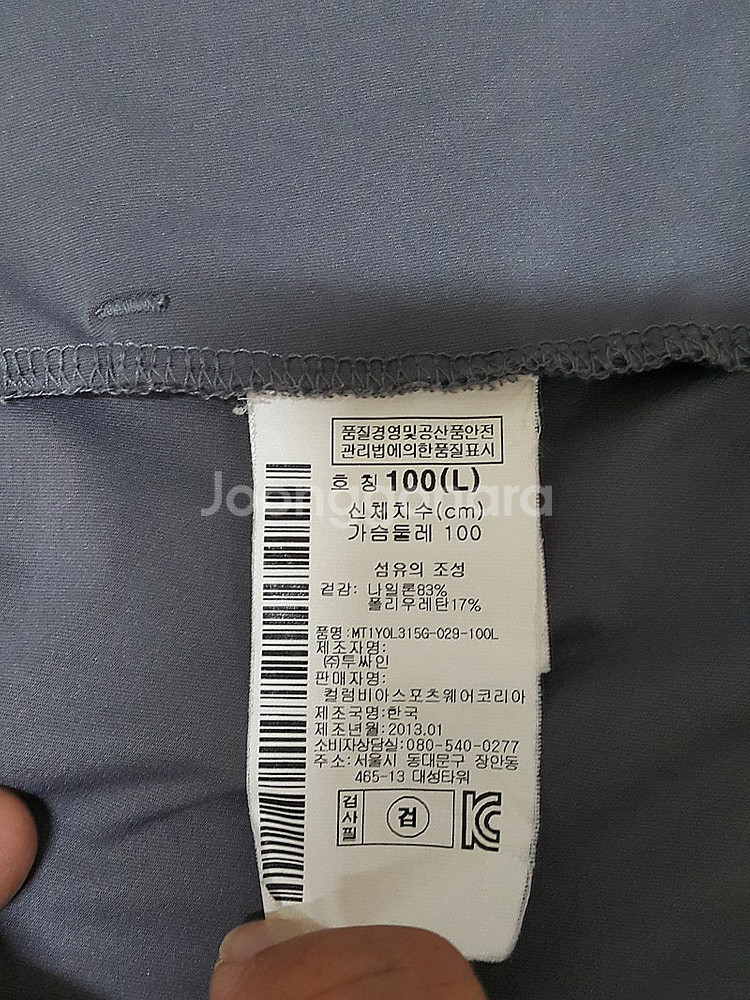 품질경영및공산품안전
관리법에의한품질표시
호 칭 100(L)
Joonggonara
신체치수(cm)
가슴둘레 100
섬유의 조성
겉감: 나일론83%
폴리우레탄17%
품명:MT1Y0L315G-029-100L
제조자명:
㈜투싸인
판매자명:
컬럼비아스포츠웨어코리아
제조국명:한국
제조년월:2013.01
소비자상담실:080-540-0277
주소:서울시 동대문구 장안동
465-13 대성타워
검사필
검